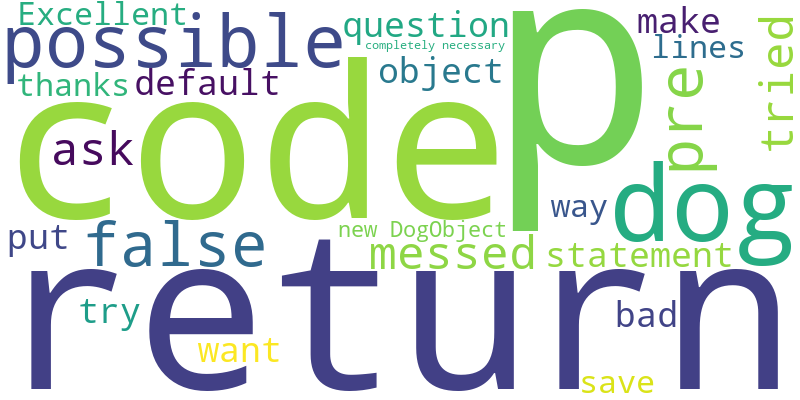 Excellent
possible
question
completely necessary
p
make
lines
tried
thanks
default
object
pre
code
ask
dog
put
false
new DogObject
messed
way
statement
return
try
want
bad
save